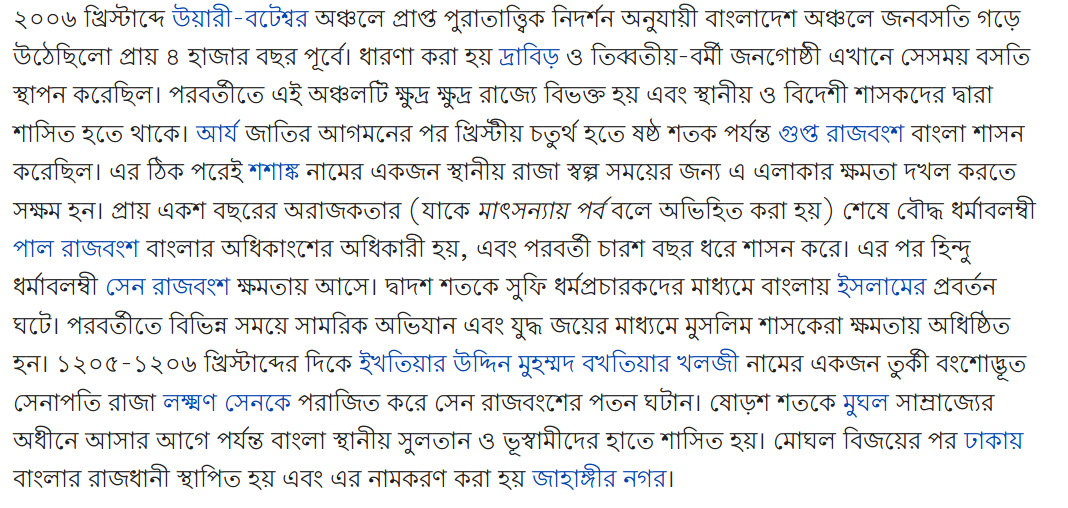 ২০০৬ খ্রিস্টাব্দে উয়ারী-বটেশ্বর অঞ্চলে প্রাপ্ত পুরাতাত্ত্বিক নিদর্শন অনুযায়ী বাংলাদেশ অঞ্চলে জনবসতি গড়ে
উঠেছিলো প্রায় ৪ হাজার বছর পূর্বে। ধারণা করা হয় দ্রাবিড় ও তিব্বতীয়-বর্মী জনগোষ্ঠী এখানে সেসময় বসতি
স্থাপন করেছিল। পরবর্তীতে এই অঞ্চলটি ক্ষুদ্র ক্ষুদ্র রাজ্যে বিভক্ত হয় এবং স্থানীয় ও বিদেশী শাসকদের দ্বারা
শাসিত হতে থাকে। আর্য জাতির আগমনের পর খ্রিস্টীয় চতুর্থ হতে ষষ্ঠ শতক পর্যন্ত গুপ্ত রাজবংশ বাংলা শাসন
করেছিল। এর ঠিক পরেই শশাঙ্ক নামের একজন স্থানীয় রাজা স্বল্প সময়ের জন্য এ এলাকার ক্ষমতা দখল করতে
সক্ষম হন। প্রায় একশ বছরের অরাজকতার (যাকে মাৎসন্যায় পর্ব বলে অভিহিত করা হয়) শেষে বৌদ্ধ ধর্মাবলম্বী
পাল রাজবংশ বাংলার অধিকাংশের অধিকারী হয়, এবং পরবর্তী চারশ বছর ধরে শাসন করে। এর পর হিন্দু
ধর্মাবলম্বী সেন রাজবংশ ক্ষমতায় আসে। দ্বাদশ শতকে সুফি ধর্মপ্রচারকদের মাধ্যমে বাংলায় ইসলামের প্রবর্তন
ঘটে। পরবর্তীতে বিভিন্ন সময়ে সামরিক অভিযান এবং যুদ্ধ জয়ের মাধ্যমে মুসলিম শাসকেরা ক্ষমতায় অধিষ্ঠিত
হন। ১২০৫-১২০৬ খ্রিস্টাব্দের দিকে ইখতিয়ার উদ্দিন মুহম্মদ বখতিয়ার খলজী নামের একজন তুর্কী বংশোদ্ভূত
সেনাপতি রাজা লক্ষ্মণ সেনকে পরাজিত করে সেন রাজবংশের পতন ঘটান। ষোড়শ শতকে মুঘল সাম্রাজ্যের
অধীনে আসার আগে পর্যন্ত বাংলা স্থানীয় সুলতান ও ভূস্বামীদের হাতে শাসিত হয়। মোঘল বিজয়ের পর ঢাকায়
বাংলার রাজধানী স্থাপিত হয় এবং এর নামকরণ করা হয় জাহাঙ্গীর নগর।